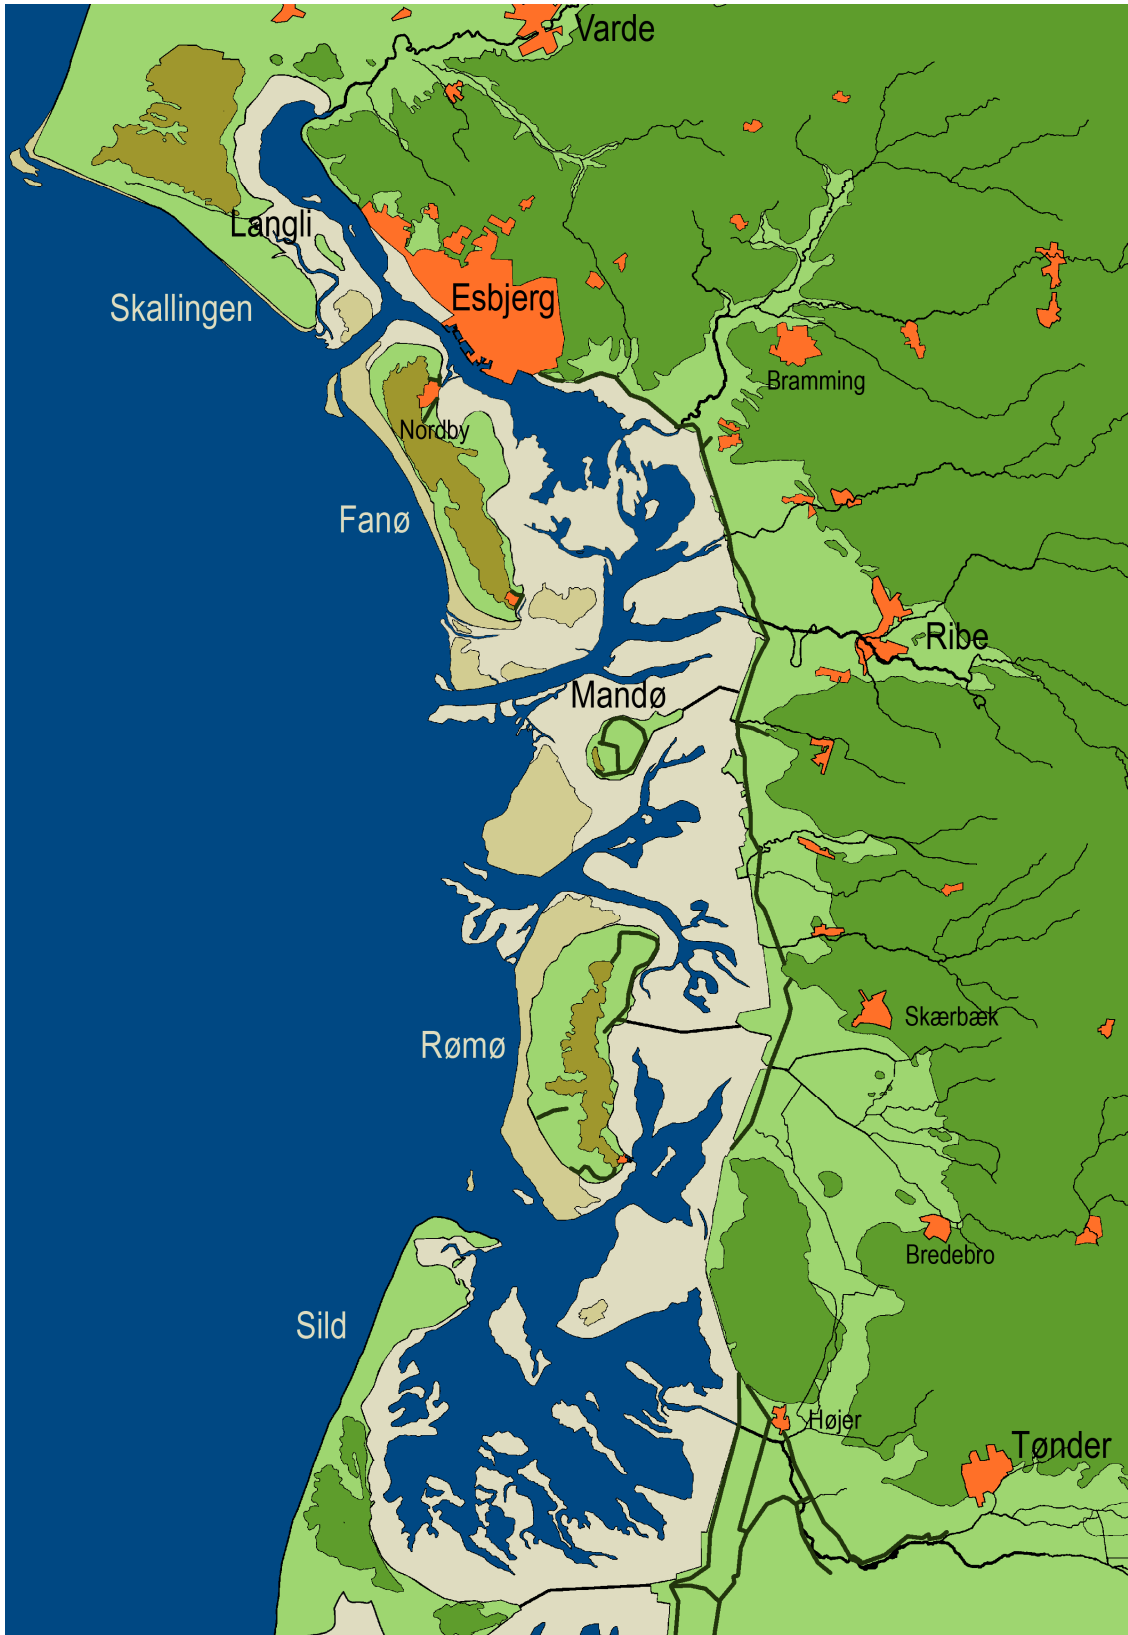 Varde
Langli
Skallingen
Esbjerg
Bramming
Nordby
Fanø
Ribe
Mandø
Skærbæk
Rømø
Bredebro
Sild
Højer
Tønder